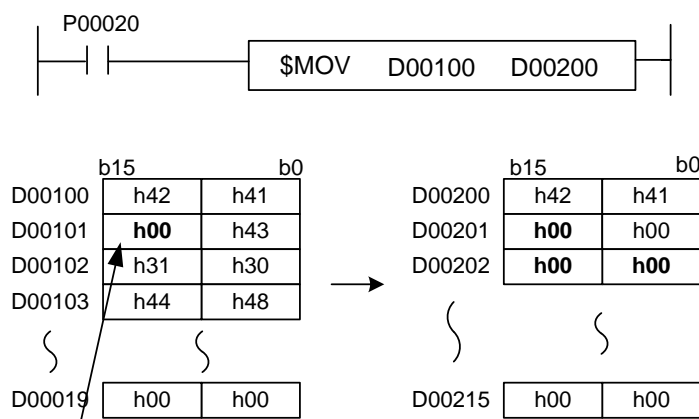 P00020
$MOV D00100 D00200
b15 b0
D00100 h42 h41
D00101 h00 h43
D00102 h31 h30
D00103 h44 h48
D00019 h00 h00
b15 b0
D00200 h42 h41
D00201 h00 h00
D00202 h00 h00
D00215 h00 h00